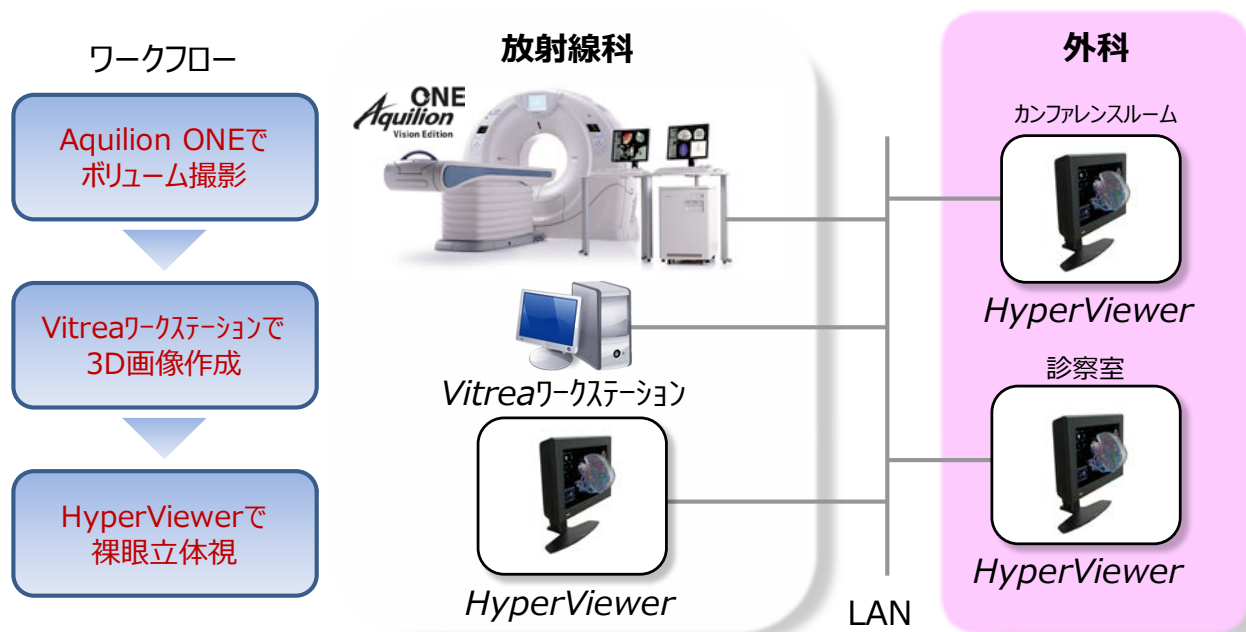 ワークフロー
Aquilion ONEで
ボリューム撮影
Vitreaワークステーションで
3D画像作成
HyperViewerで
裸眼立体視
放射線科
ONE
Aquilion
Vision Edition
Vitreaワークステーション
HyperViewer
LAN
外科
カンファレンスルーム
HyperViewer
診察室
HyperViewer